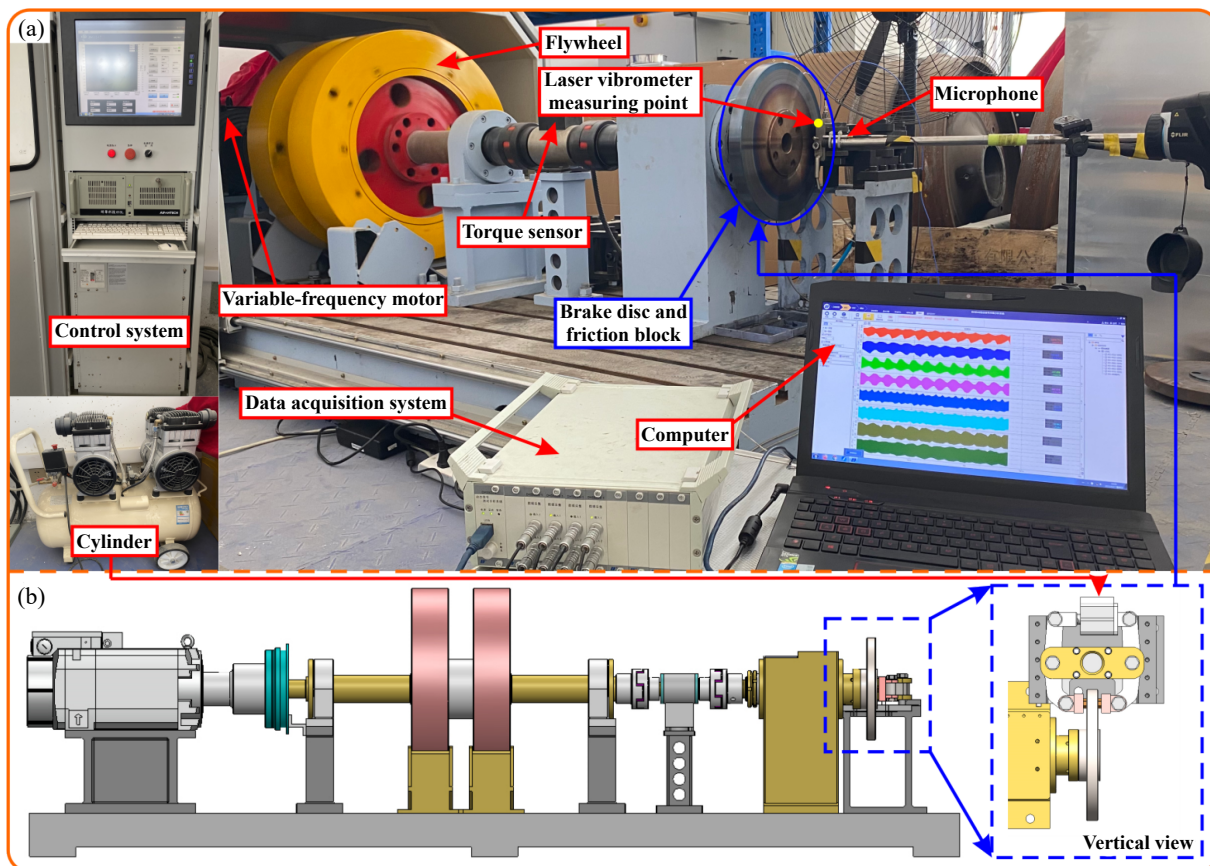 (a)
Flywheel
Laser vibrometer
measuring point
Microphone
FLIR
ADVANTECH
Torque sensor
Variable-frequency motor
Control system
Brake disc and
friction block
Data acquisition system
Computer
Cylinder
(b)
Vertical view